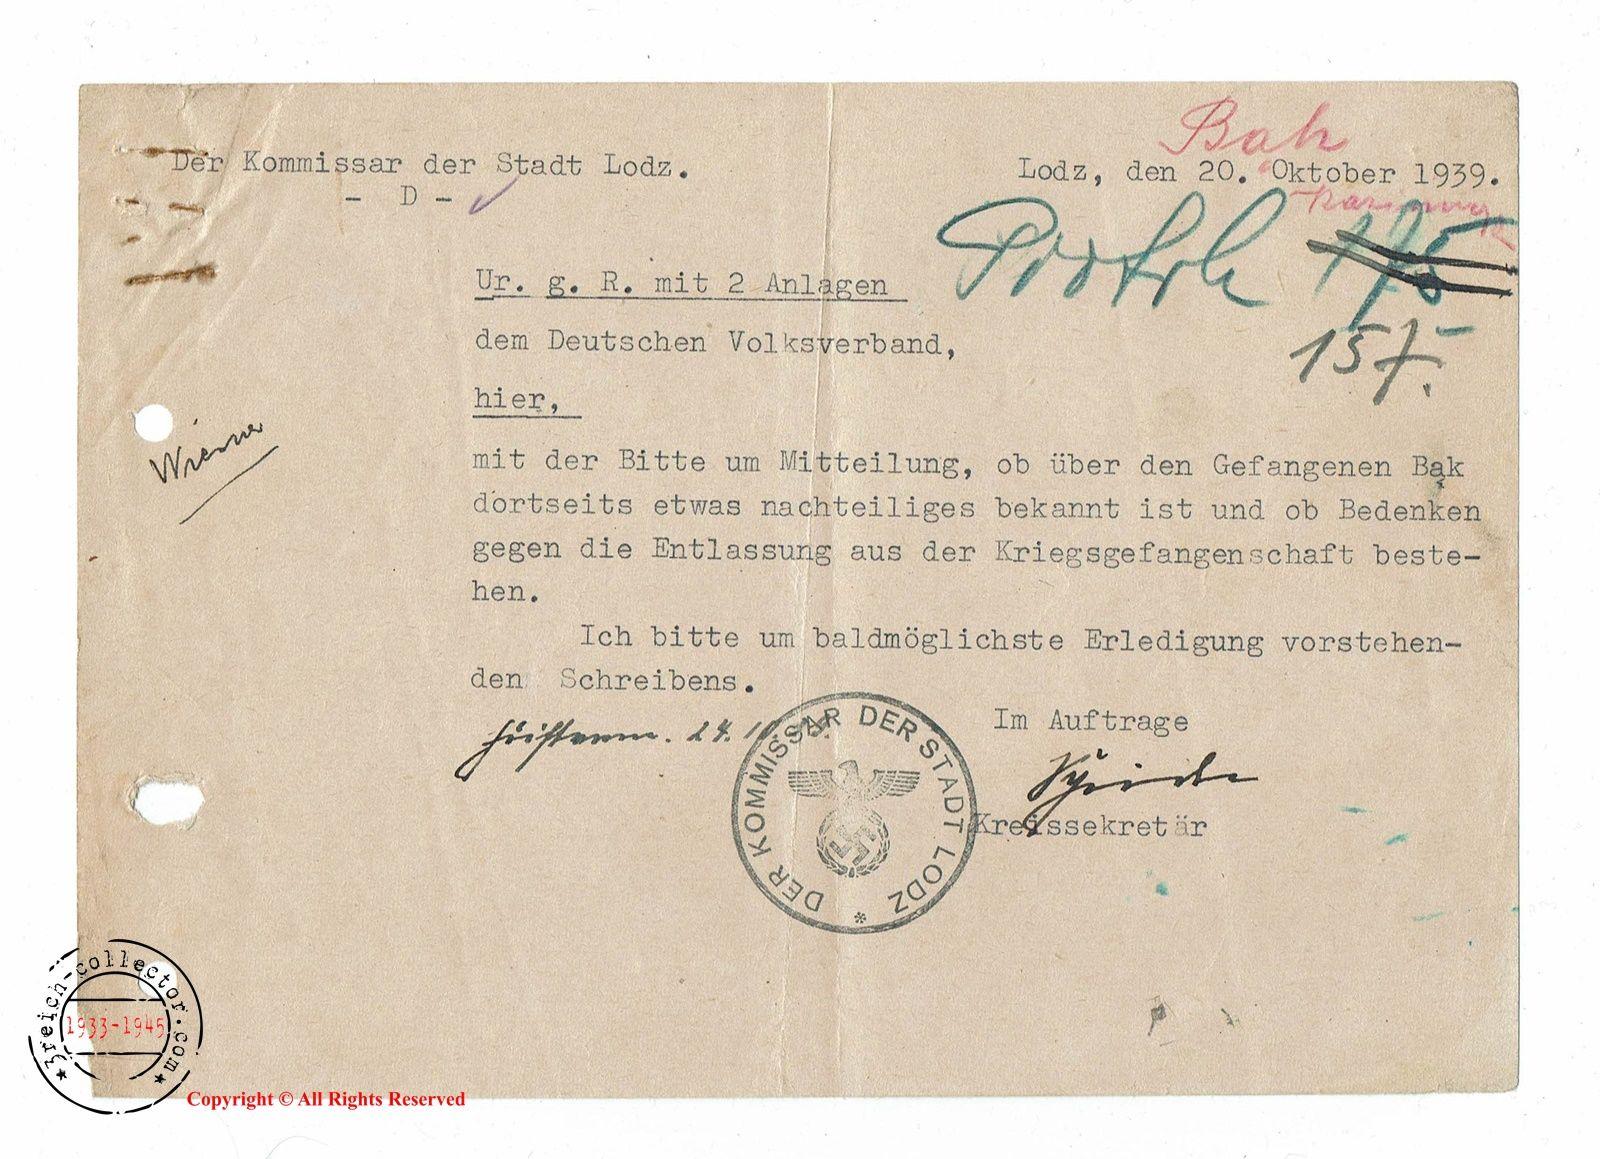 Bak
Der Kommissar der Stadt Lodz.
Lodz, den 20. Oktober 1939.
- D -
175
Ur. g. R. mit 2 Anlagen
dem Deutschen Volksverband,
157.
hier,
Wiemer
mit der Bitte um Mitteilung, ob über den Gefangenen Bąk
dortseits etwas nachteiliges bekannt ist und ob Bedenken
gegen die Entlassung aus der Kriegsgefangenschaft beste-
hen.
Ich bitte um baldmöglichste Erledigung vorstehen-
den Schreibens.
Im Auftrage
Kreissekretär
DER KOMMISSAR DER STADT LODZ *
* 3reich-collector.com *
1933-1945
Copyright © All Rights Reserved